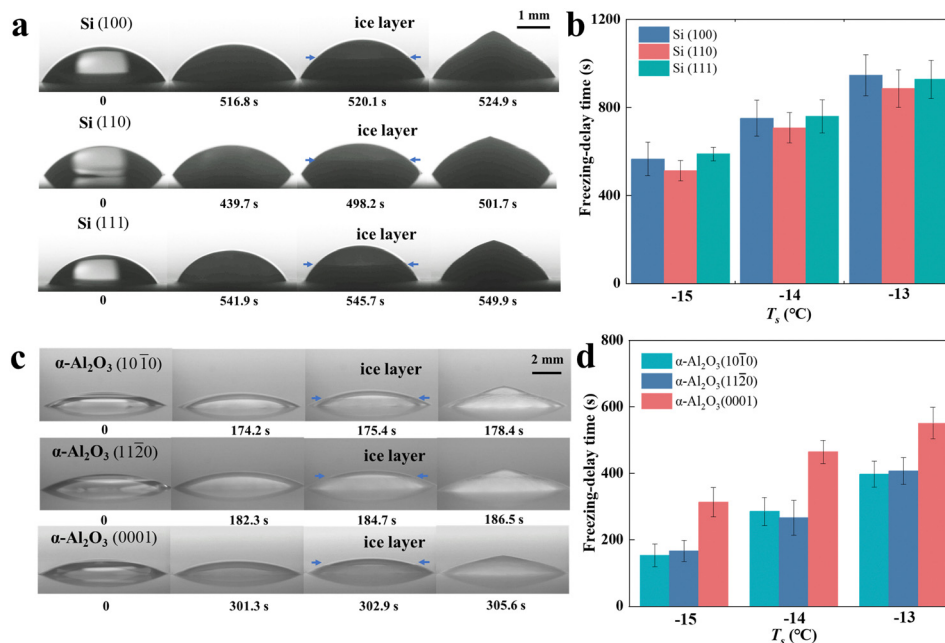 a
Si (100)
ice layer
1 mm
0
516.8 s
520.1 s
524.9 s
Si (110)
ice layer
0
439.7 s
498.2 s
501.7 s
Si (111)
ice layer
0
541.9 s
545.7 s
549.9 s
b
Freezing-delay time (s)
1200
800
400
0
Si (100)
Si (110)
Si (111)
-15
-14
-13
Tₛ (°C)
c
α-Al₂O₃ (101̅0)
ice layer
2 mm
0
174.2 s
175.4 s
178.4 s
α-Al₂O₃ (112̅0)
ice layer
0
182.3 s
184.7 s
186.5 s
α-Al₂O₃ (0001)
ice layer
0
301.3 s
302.9 s
305.6 s
d
Freezing-delay time (s)
800
600
400
200
0
α-Al₂O₃(101̅0)
α-Al₂O₃(112̅0)
α-Al₂O₃(0001)
-15
-14
-13
Tₛ (°C)